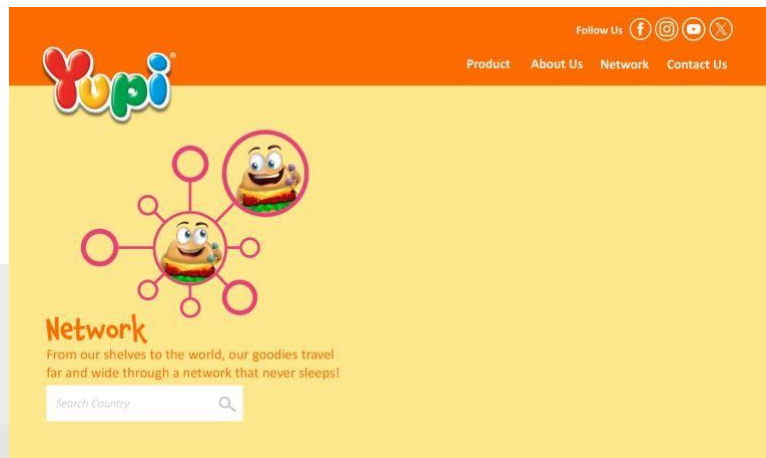 Follow Us
Yupi
Product About Us Network Contact Us
Network
From our shelves to the world, our goodies travel
far and wide through a network that never sleeps!
Search Country